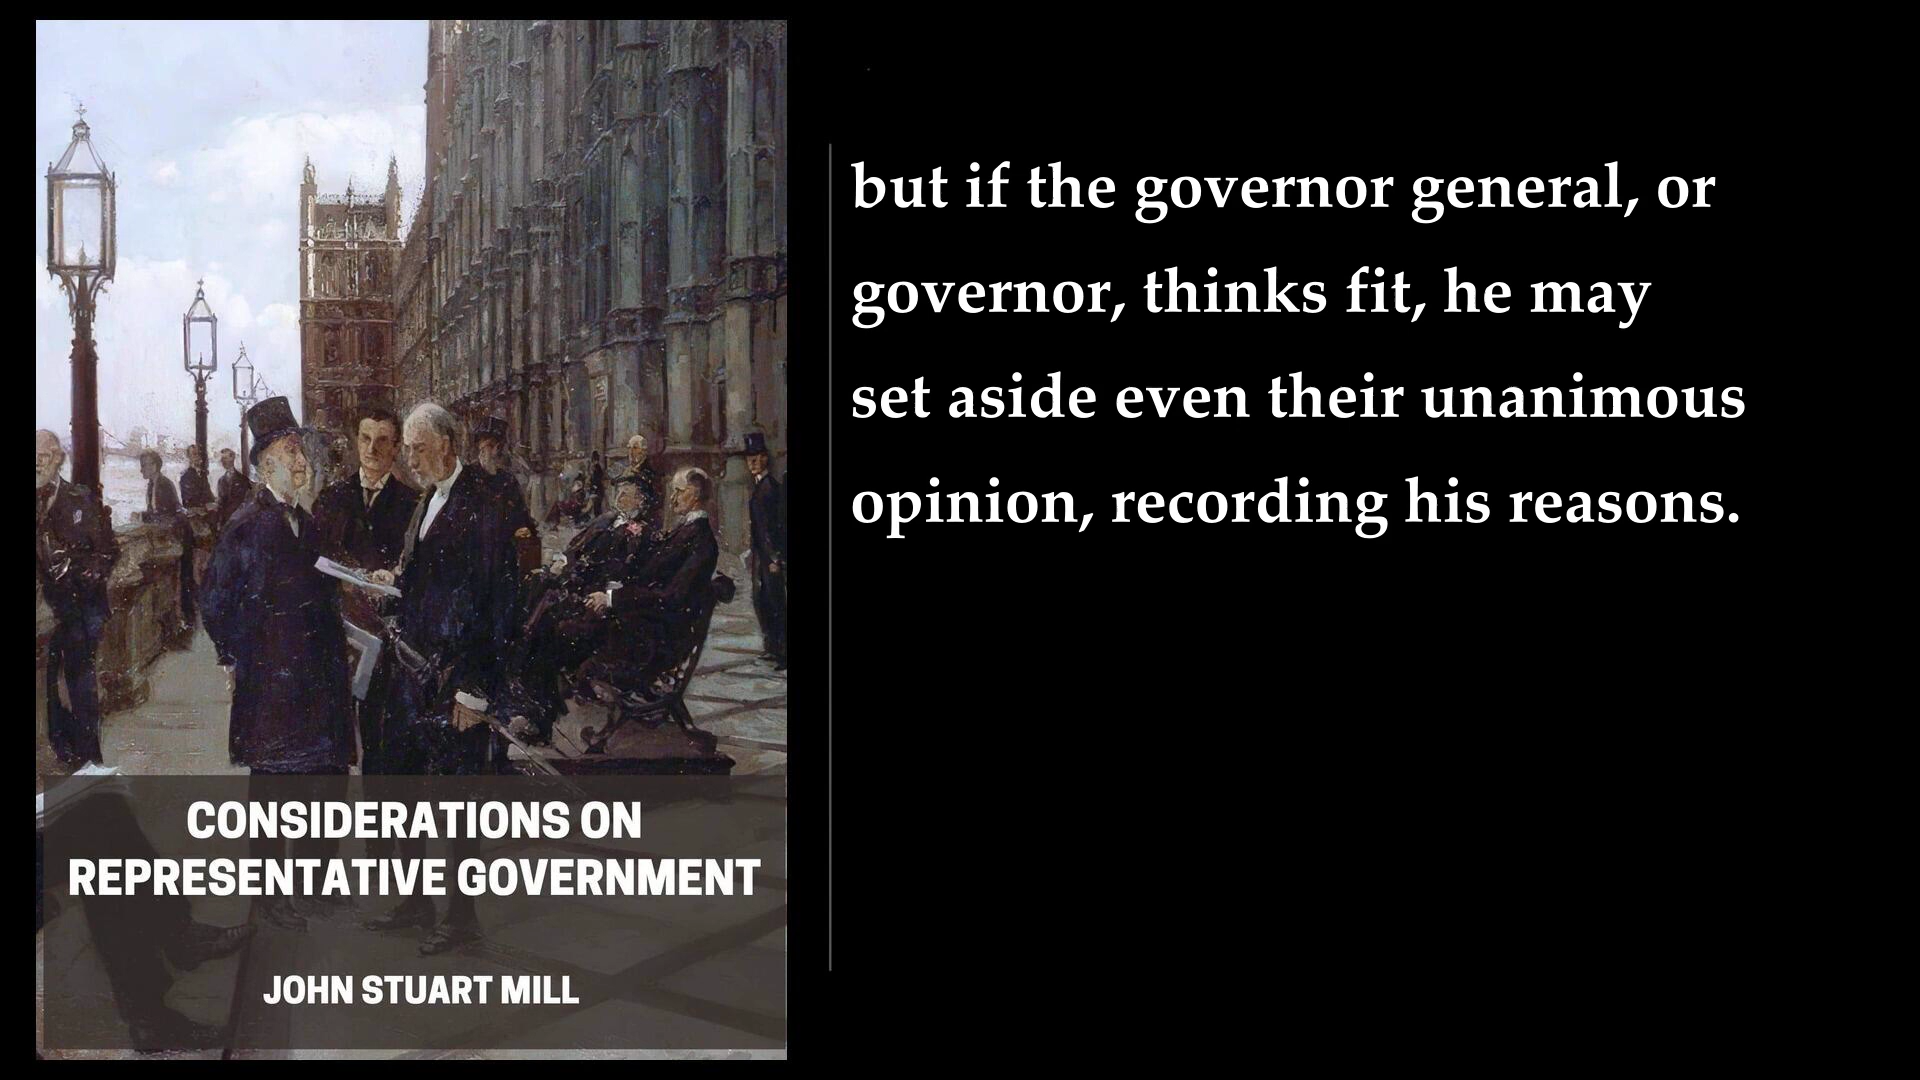 but if the governor general, or
governor, thinks fit, he may
set aside even their unanimous
opinion, recording his reasons.
CONSIDERATIONS ON
REPRESENTATIVE GOVERNMENT
JOHN STUART MILL